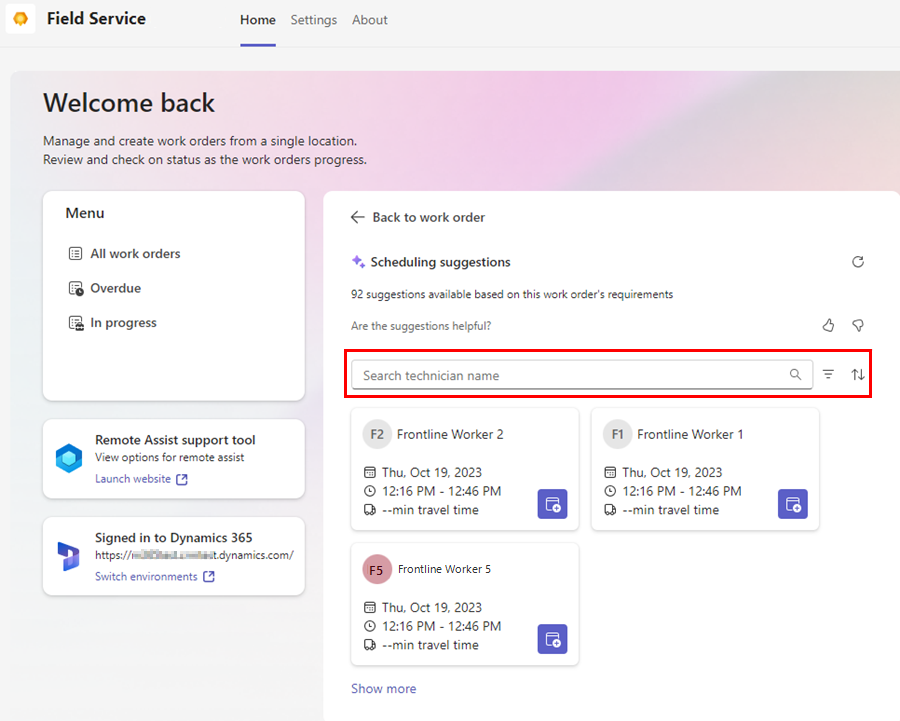 Field Service
Home
Settings
About
Welcome back
Manage and create work orders from a single location.
Review and check on status as the work orders progress.
Menu
All work orders
Overdue
In progress
Remote Assist support tool
View options for remote assist
Launch website
Signed in to Dynamics 365
https:// .dynamics.com/
Switch environments
Back to work order
Scheduling suggestions
92 suggestions available based on this work order's requirements
Are the suggestions helpful?
Search technician name
F2 Frontline Worker 2
Thu, Oct 19, 2023
12:16 PM - 12:46 PM
--min travel time
F1 Frontline Worker 1
Thu, Oct 19, 2023
12:16 PM - 12:46 PM
--min travel time
F5 Frontline Worker 5
Thu, Oct 19, 2023
12:16 PM - 12:46 PM
--min travel time
Show more